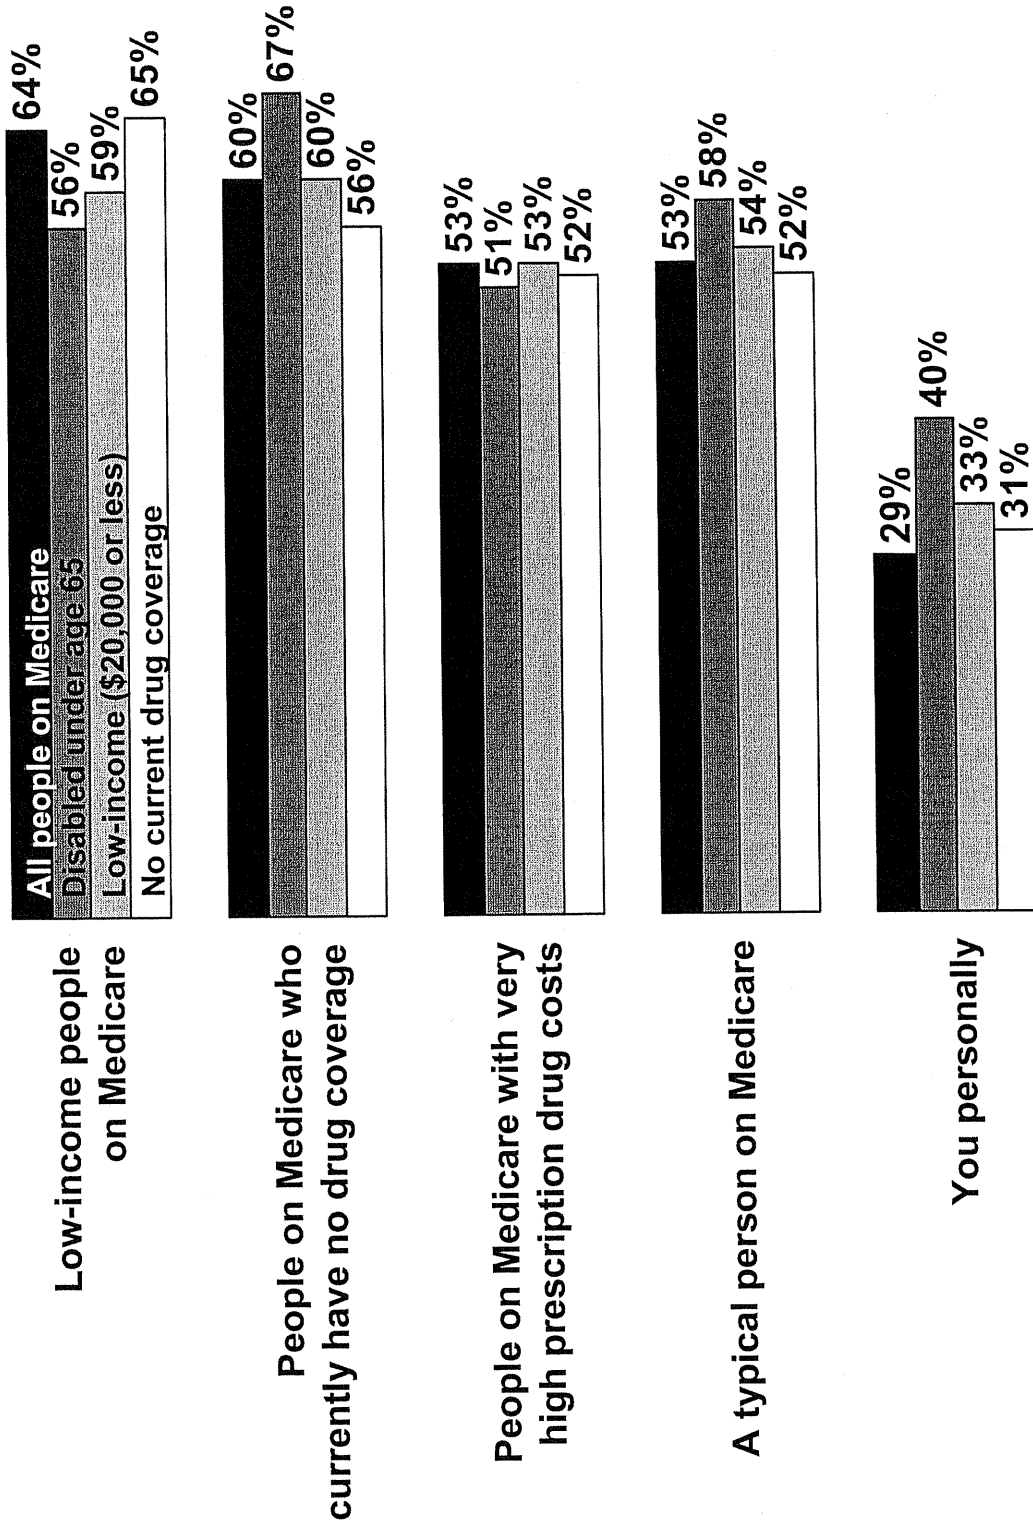 Low-income people
on Medicare
All people on Medicare
64%
Disabled under age 65
56%
Low-income ($20,000 or less)
59%
No current drug coverage
65%
People on Medicare who
currently have no drug coverage
60%
67%
60%
56%
People on Medicare with very
high prescription drug costs
53%
51%
53%
52%
A typical person on Medicare
53%
58%
54%
52%
You personally
29%
40%
33%
31%